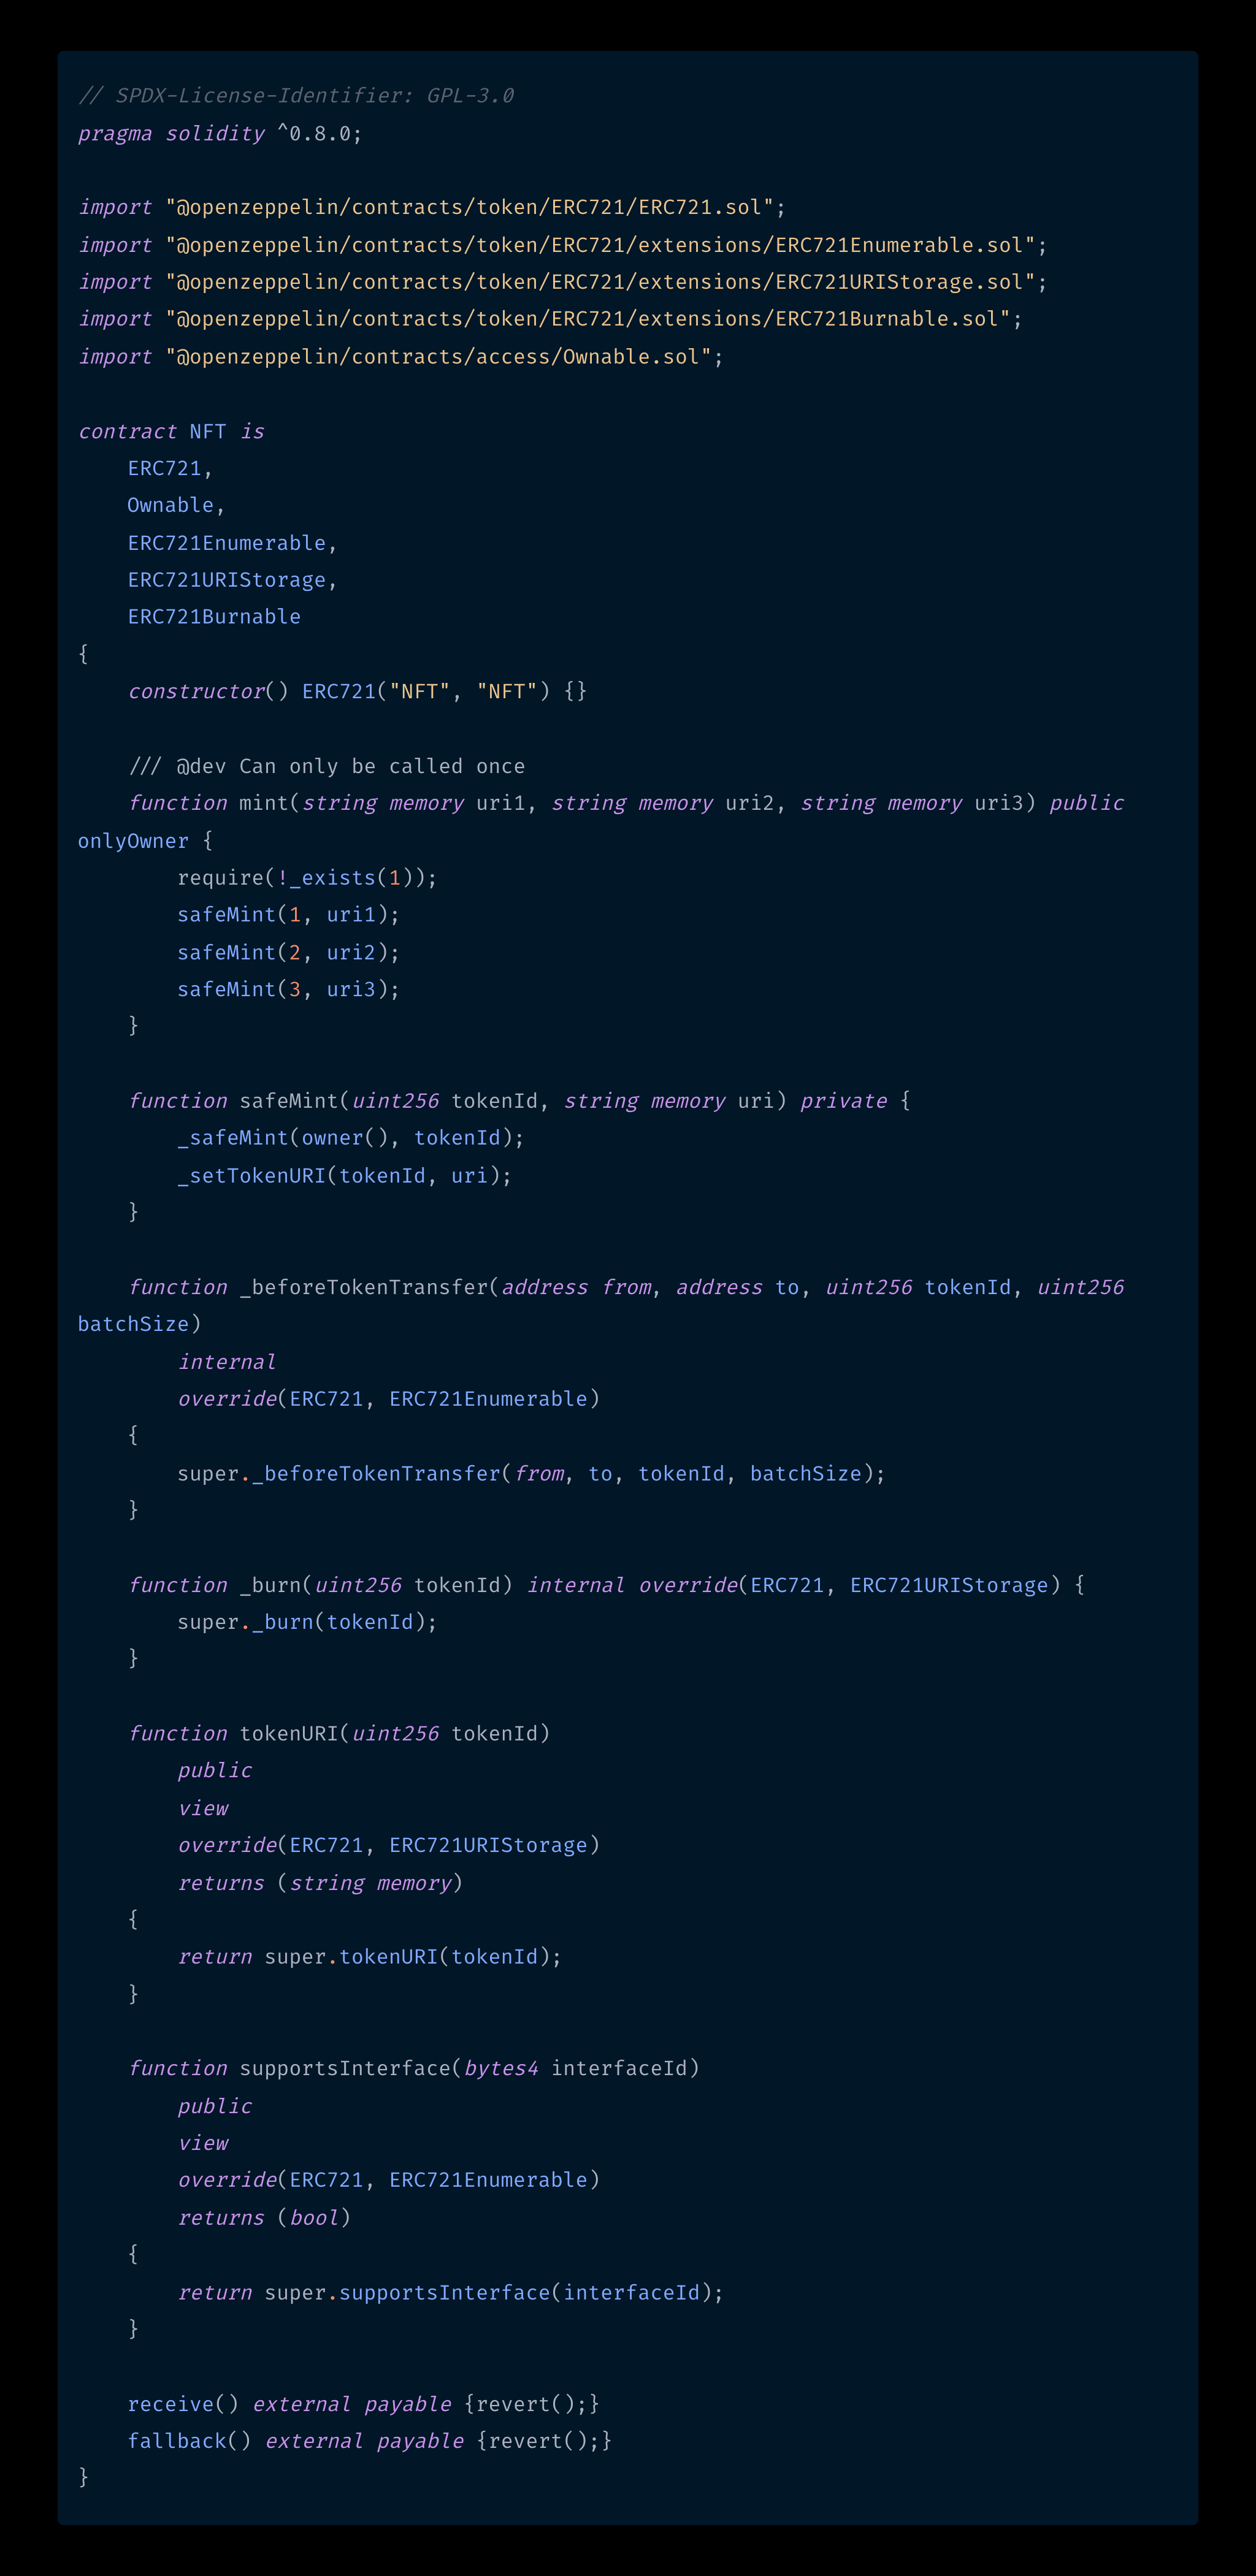 // SPDX-License-Identifier: GPL-3.0
pragma solidity ^0.8.0;

import "@openzeppelin/contracts/token/ERC721/ERC721.sol";
import "@openzeppelin/contracts/token/ERC721/extensions/ERC721Enumerable.sol";
import "@openzeppelin/contracts/token/ERC721/extensions/ERC721URIStorage.sol";
import "@openzeppelin/contracts/token/ERC721/extensions/ERC721Burnable.sol";
import "@openzeppelin/contracts/access/Ownable.sol";

contract NFT is
    ERC721,
    Ownable,
    ERC721Enumerable,
    ERC721URIStorage,
    ERC721Burnable
{
    constructor() ERC721("NFT", "NFT") {}

    /// @dev Can only be called once
    function mint(string memory uri1, string memory uri2, string memory uri3) public
onlyOwner {
        require(!_exists(1));
        safeMint(1, uri1);
        safeMint(2, uri2);
        safeMint(3, uri3);
    }

    function safeMint(uint256 tokenId, string memory uri) private {
        _safeMint(owner(), tokenId);
        _setTokenURI(tokenId, uri);
    }

    function _beforeTokenTransfer(address from, address to, uint256 tokenId, uint256
batchSize)
        internal
        override(ERC721, ERC721Enumerable)
    {
        super._beforeTokenTransfer(from, to, tokenId, batchSize);
    }

    function _burn(uint256 tokenId) internal override(ERC721, ERC721URIStorage) {
        super._burn(tokenId);
    }

    function tokenURI(uint256 tokenId)
        public
        view
        override(ERC721, ERC721URIStorage)
        returns (string memory)
    {
        return super.tokenURI(tokenId);
    }

    function supportsInterface(bytes4 interfaceId)
        public
        view
        override(ERC721, ERC721Enumerable)
        returns (bool)
    {
        return super.supportsInterface(interfaceId);
    }

    receive() external payable {revert();}
    fallback() external payable {revert();}
}